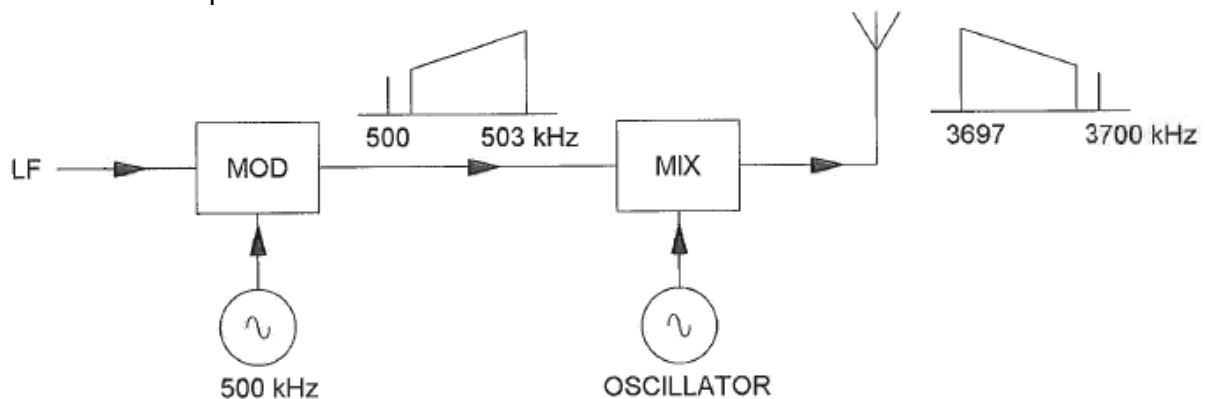 500 503 kHz
3697 3700 kHz
LF
MOD
MIX
500 kHz
OSCILLATOR